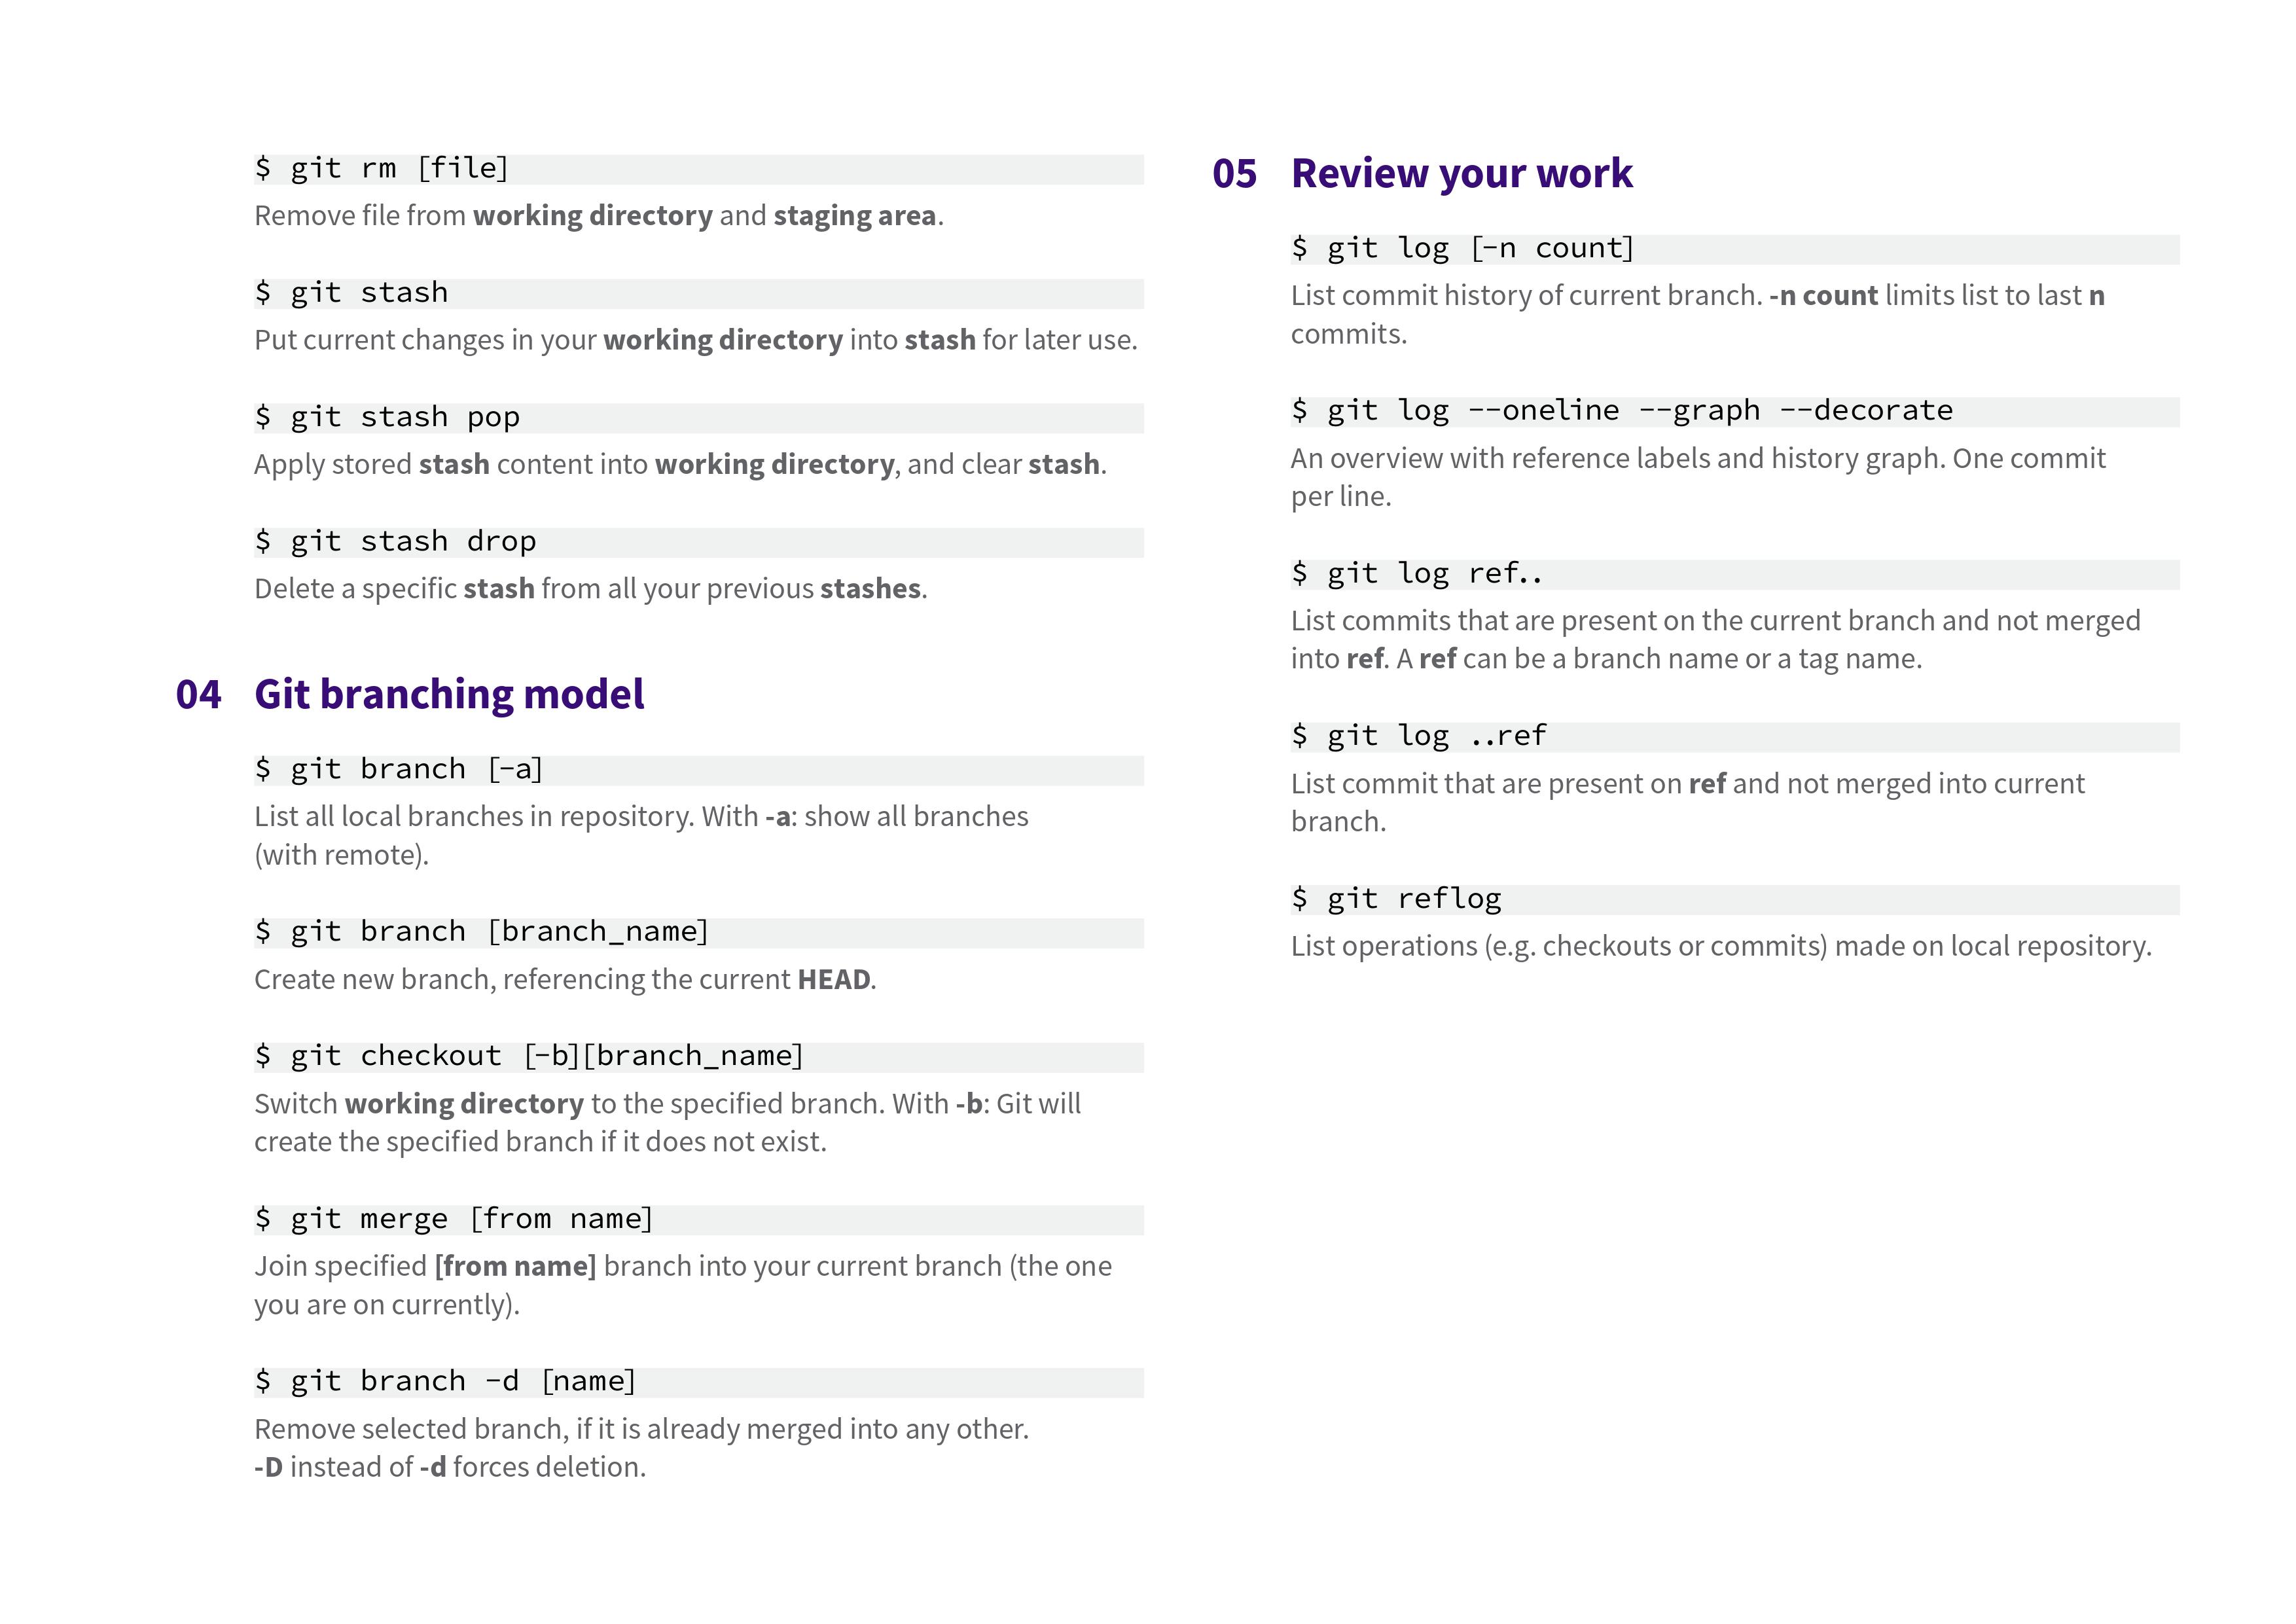 $ git rm [file]
Remove file from working directory and staging area.
$ git stash
Put current changes in your working directory into stash for later use.
$ git stash pop
Apply stored stash content into working directory, and clear stash.
$ git stash drop
Delete a specific stash from all your previous stashes.
04 Git branching model
$ git branch [-a]
List all local branches in repository. With -a: show all branches
(with remote).
$ git branch [branch_name]
Create new branch, referencing the current HEAD.
$ git checkout [-b][branch_name]
Switch working directory to the specified branch. With -b: Git will
create the specified branch if it does not exist.
$ git merge [from name]
Join specified [from name] branch into your current branch (the one
you are on currently).
$ git branch -d [name]
Remove selected branch, if it is already merged into any other.
-D instead of -d forces deletion.
05 Review your work
$ git log [-n count]
List commit history of current branch. -n count limits list to last n
commits.
$ git log --oneline --graph --decorate
An overview with reference labels and history graph. One commit
per line.
$ git log ref..
List commits that are present on the current branch and not merged
into ref. A ref can be a branch name or a tag name.
$ git log ..ref
List commit that are present on ref and not merged into current
branch.
$ git reflog
List operations (e.g. checkouts or commits) made on local repository.